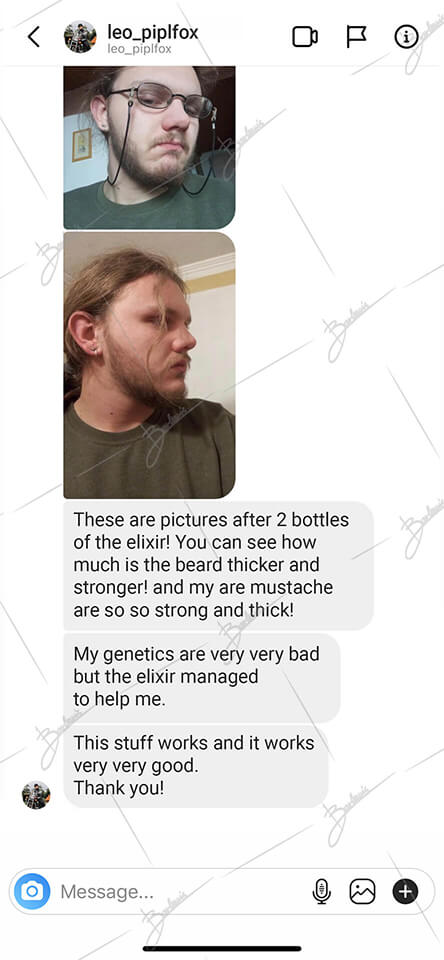 leo_piplfox
leo_piplfox
These are pictures after 2 bottles
of the elixir! You can see how
much is the beard thicker and
stronger! and my are mustache
are so so strong and thick!
My genetics are very very bad
but the elixir managed
to help me.
This stuff works and it works
very very good.
Thank you!
Message...